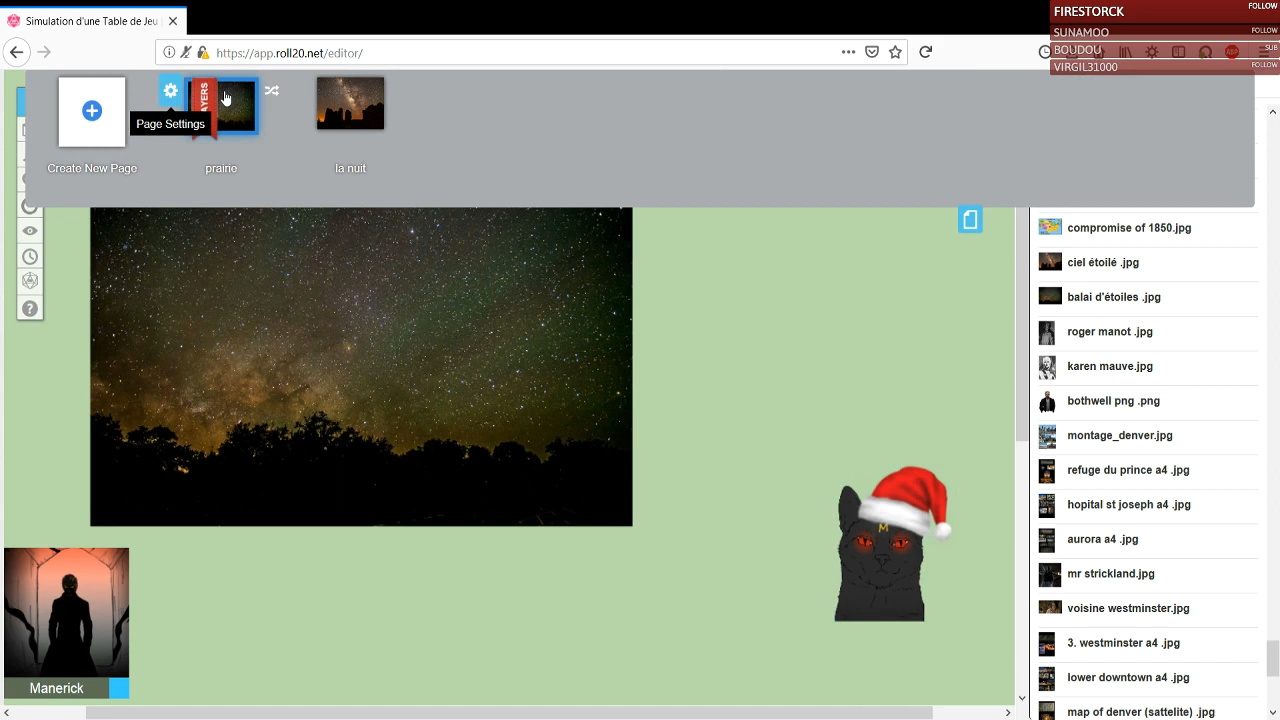 Simulation d'une Table de Jeu
https://app.roll20.net/editor/
FIRESTORCK FOLLOW
SUNAMOO FOLLOW
BOUDOU SUB
VIRGIL31000 FOLLOW
ABP
Page Settings
AYERS
Create New Page
prairie
la nuit
compromise of 1850.jpg
ciel étoilé .jpg
balai d'étoiles .jpg
roger manot .jpg
karen mauve.jpg
bothwell png .png
montage_denver.jpg
refuge du prince a4 .jpg
hopital st joseph a4 .jpg
aurora a4 .jpg
mr strickland.jpg
voisine westminster.jpg
3. westminster a4 .jpg
lower downtown a4 .jpg
map of denver (sattelite) .jpg
M
Manerick